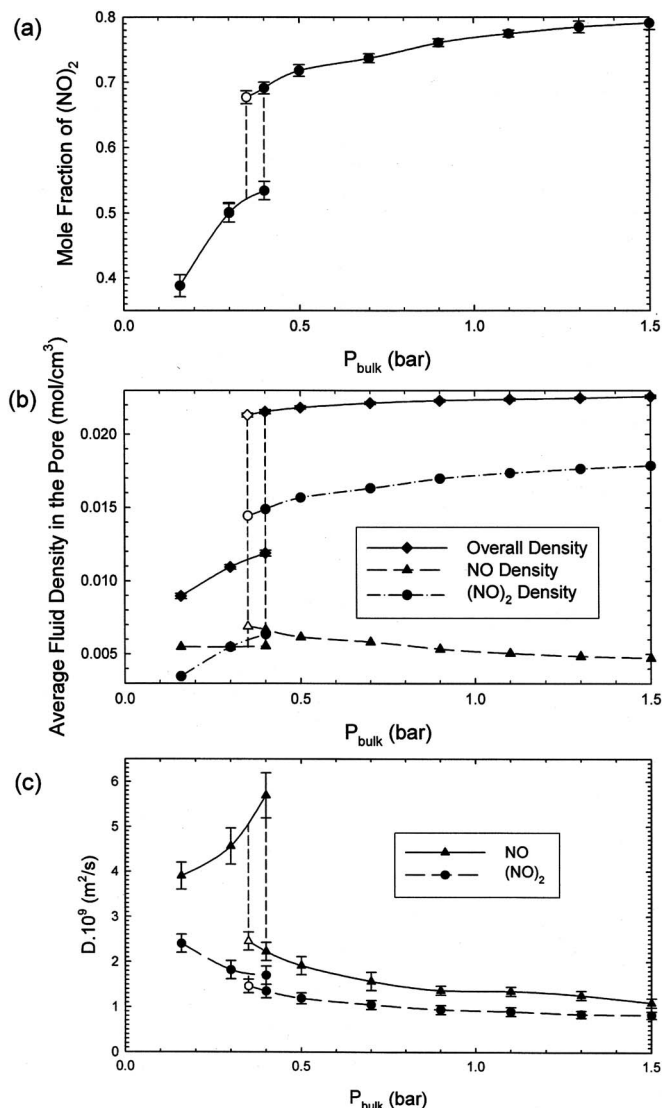 (a)
Mole Fraction of (NO)2
0.8
0.7
0.6
0.5
0.4
0.0 0.5 1.0 1.5
Pbulk (bar)
(b)
Average Fluid Density in the Pore (mol/cm3)
0.020
0.015
0.010
0.005
Overall Density
NO Density
(NO)2 Density
0.0 0.5 1.0 1.5
Pbulk (bar)
(c)
D.10^9 (m2/s)
6
5
4
3
2
1
0
NO
(NO)2
0.0 0.5 1.0 1.5
Pbulk (bar)